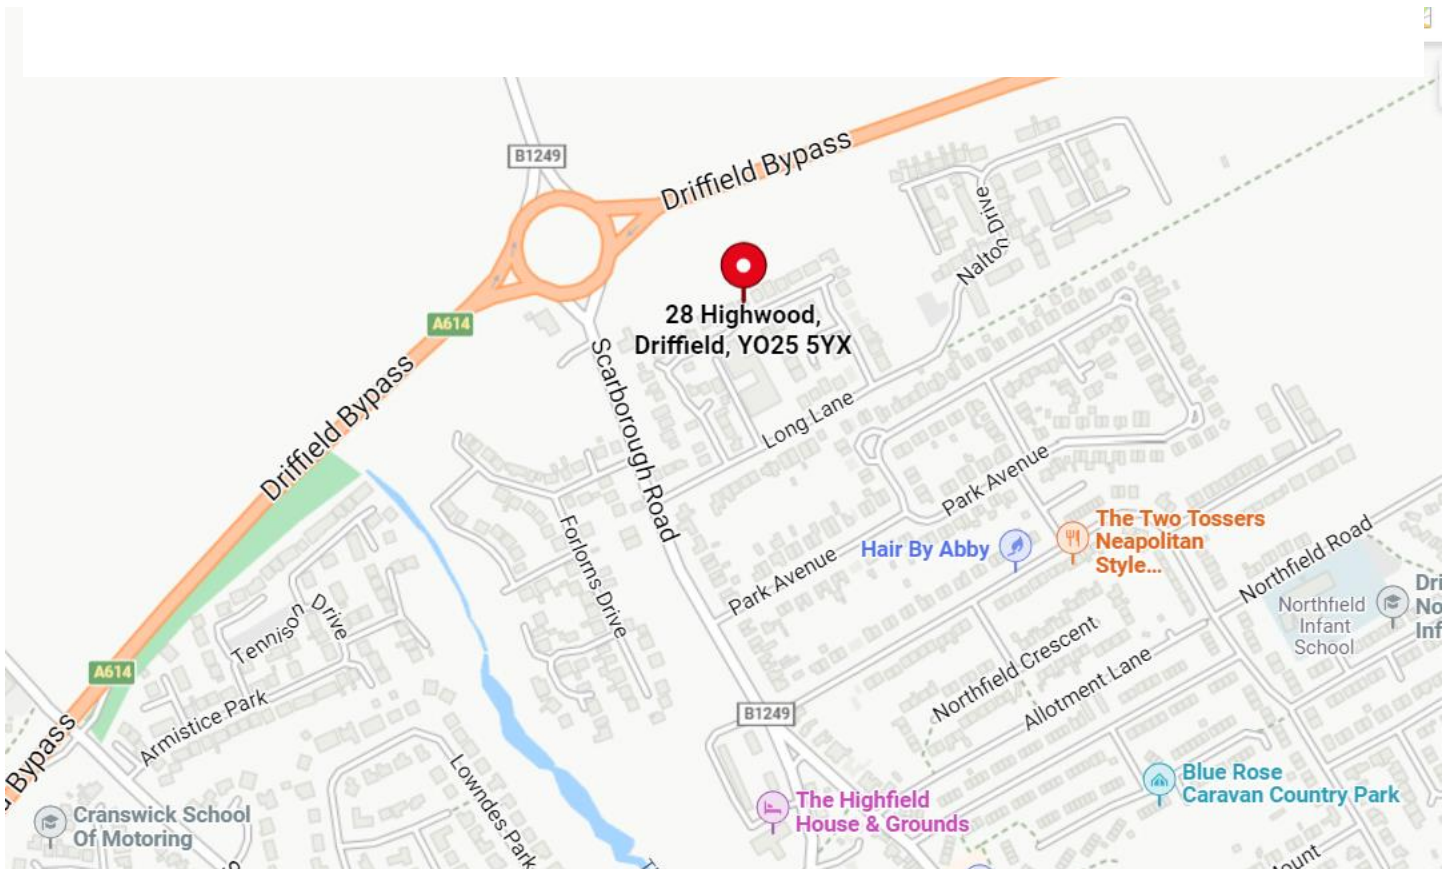 B1249
Driffield Bypass
Nalton Drive
28 Highwood,
Driffield, YO25 5YX
A614
Driffield Bypass
Scarborough Road
Long Lane
Park Avenue
Forlorns Drive
Hair By Abby
The Two Tossers
Neapolitan
Style...
Park Avenue
Northfield Road
Northfield
Infant
School
Dri
No
Inf
Tennison Drive
Northfield Crescent
Allotment Lane
A614
Armistice Park
B1249
Bypass
Lowndes Park
Blue Rose
Caravan Country Park
The Highfield
House & Grounds
Cranswick School
Of Motoring